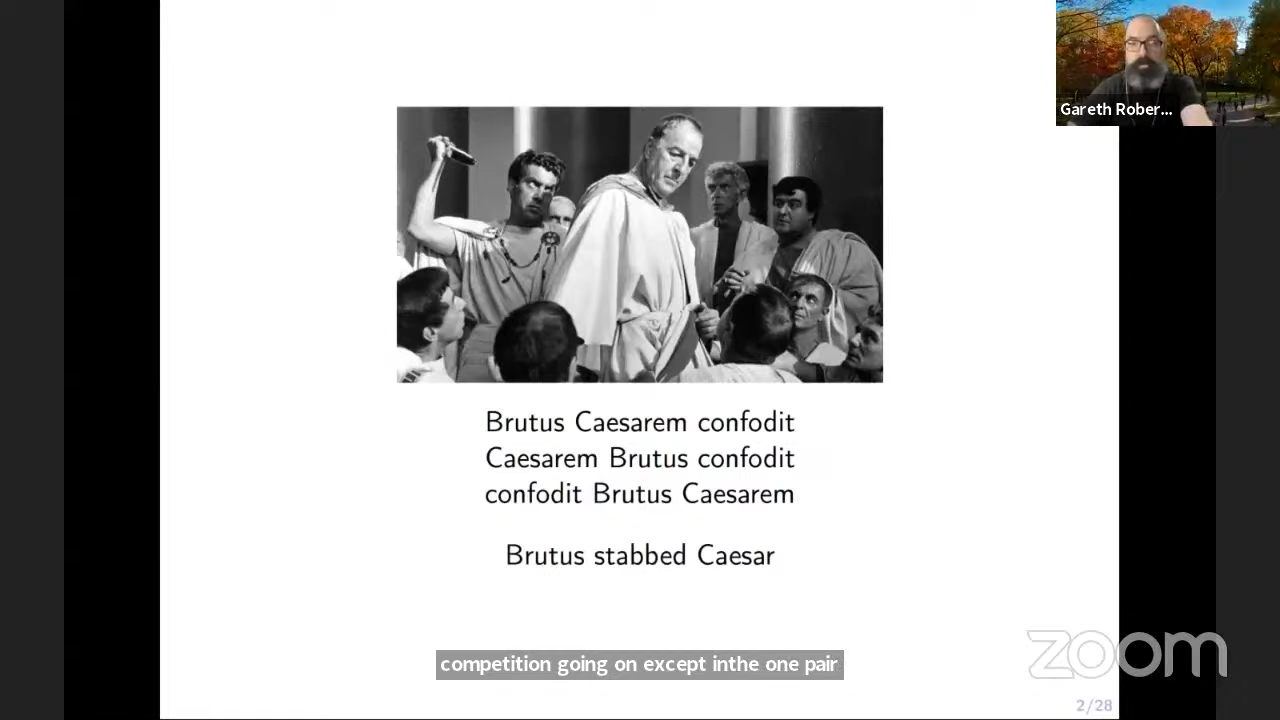 Gareth Rober...
Brutus Caesarem confodit
Caesarem Brutus confodit
confodit Brutus Caesarem
Brutus stabbed Caesar
competition going on except inthe one pair
zoom
2/28